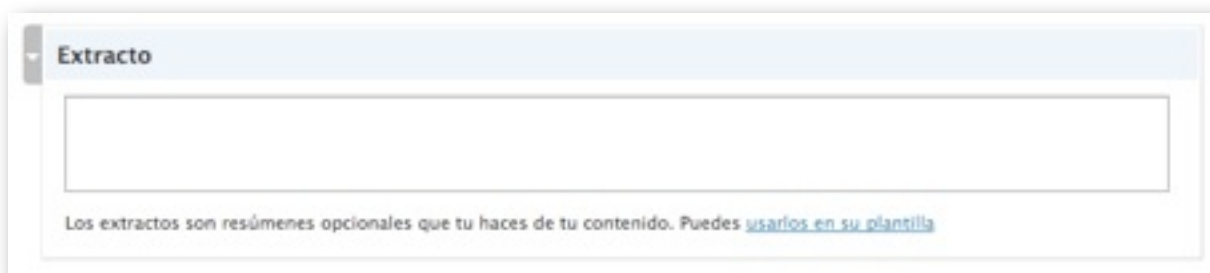 Extracto
Los extractos son resúmenes opcionales que tu haces de tu contenido. Puedes usarlos en su plantilla